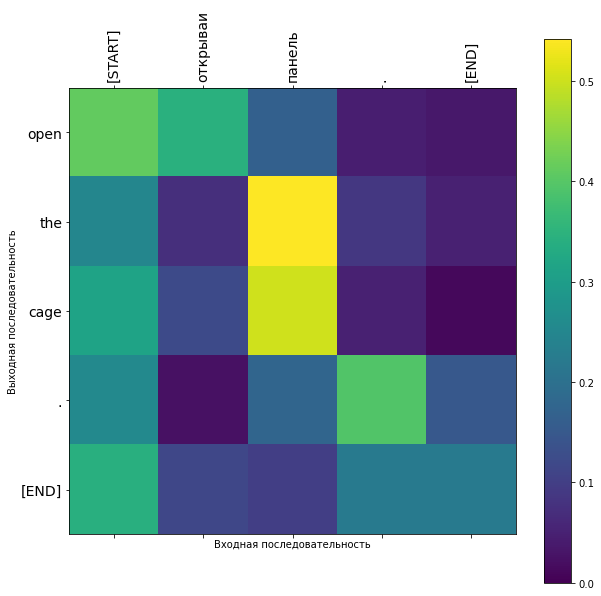 [START] открываи панель . [END]
open
the
cage
.
[END]
Выходная последовательность
Входная последовательность
0.5
0.4
0.3
0.2
0.1
0.0